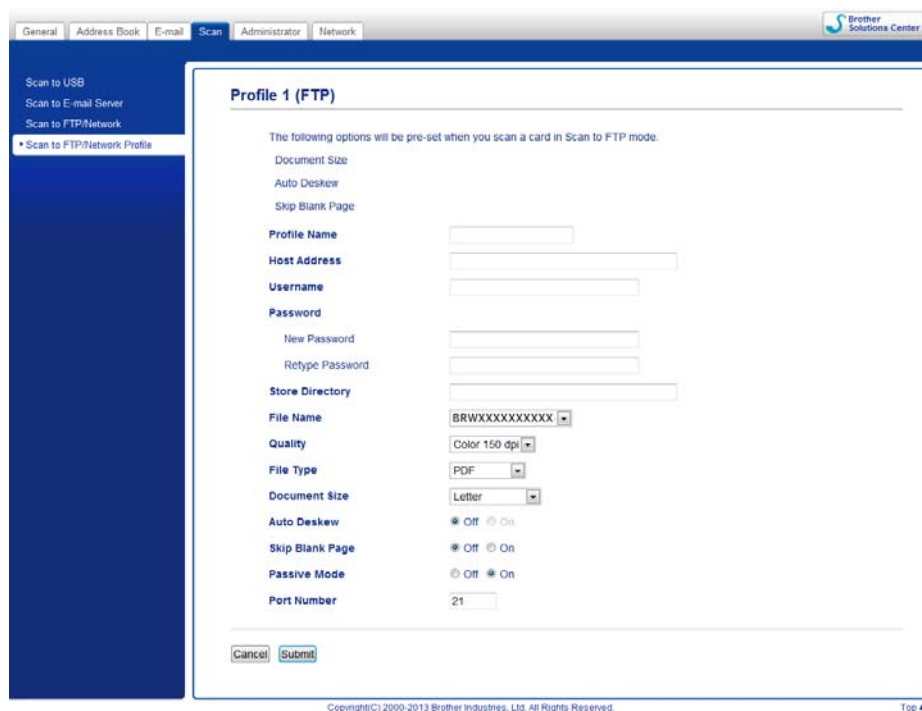 General Address Book E-mail Scan Administrator Network
Brother
Solutions Center
Scan to USB
Scan to E-mail Server
Scan to FTP/Network
Scan to FTP/Network Profile
Profile 1 (FTP)
The following options will be pre-set when you scan a card in Scan to FTP mode.
Document Size
Auto Deskew
Skip Blank Page
Profile Name
Host Address
Username
Password
New Password
Retype Password
Store Directory
File Name BRWXXXXXXXXXX
Quality Color 150 dpi
File Type PDF
Document Size Letter
Auto Deskew Off On
Skip Blank Page Off On
Passive Mode Off On
Port Number 21
Cancel Submit
Copyright(C) 2000-2013 Brother Industries, Ltd. All Rights Reserved. Top